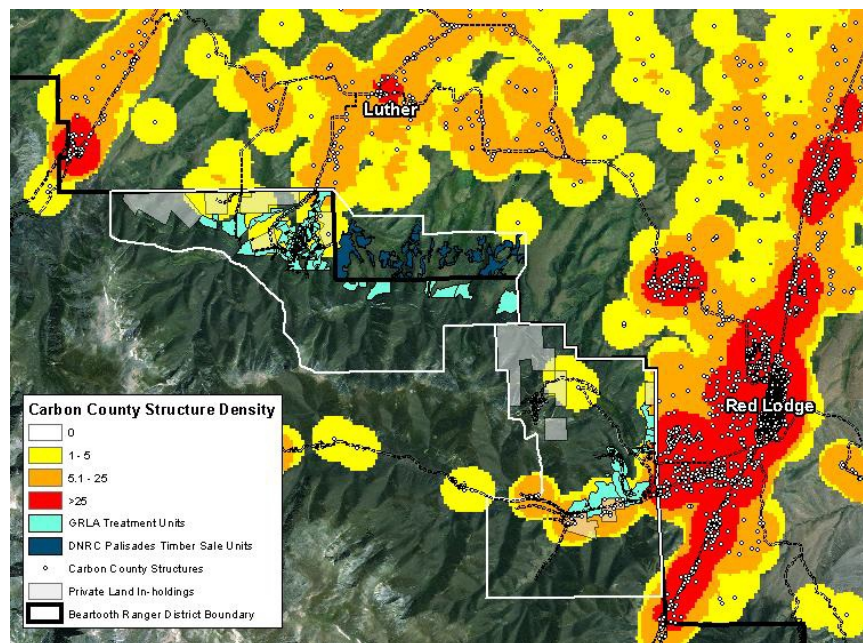 Luther
Red Lodge
Carbon County Structure Density
0
1 - 5
5.1 - 25
>25
GRLA Treatment Units
DNRC Palisades Timber Sale Units
Carbon County Structures
Private Land In-holdings
Beartooth Ranger District Boundary